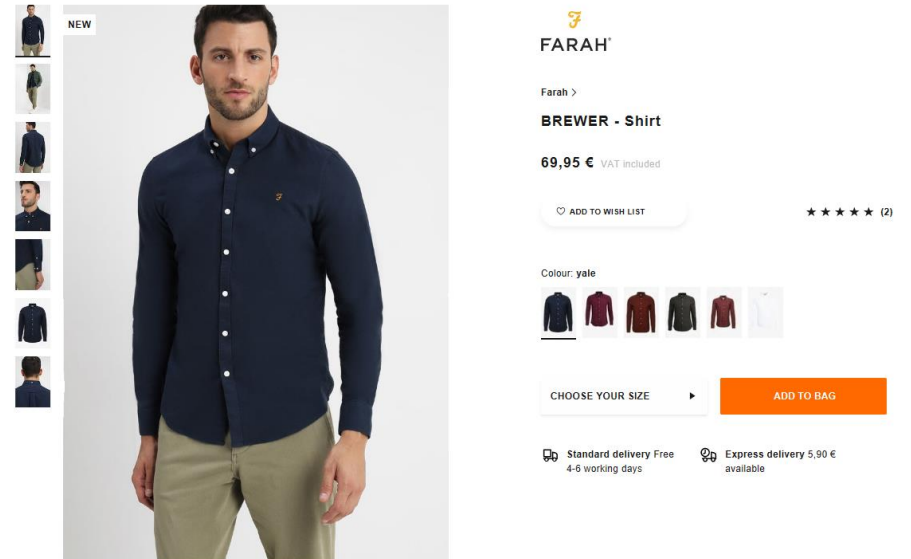 NEW
FARAH®
Farah >
BREWER - Shirt
69,95 € VAT included
ADD TO WISH LIST
★ ★ ★ ★ ★ (2)
Colour: yale
CHOOSE YOUR SIZE
ADD TO BAG
Standard delivery Free
4-6 working days
Express delivery 5,90 €
available